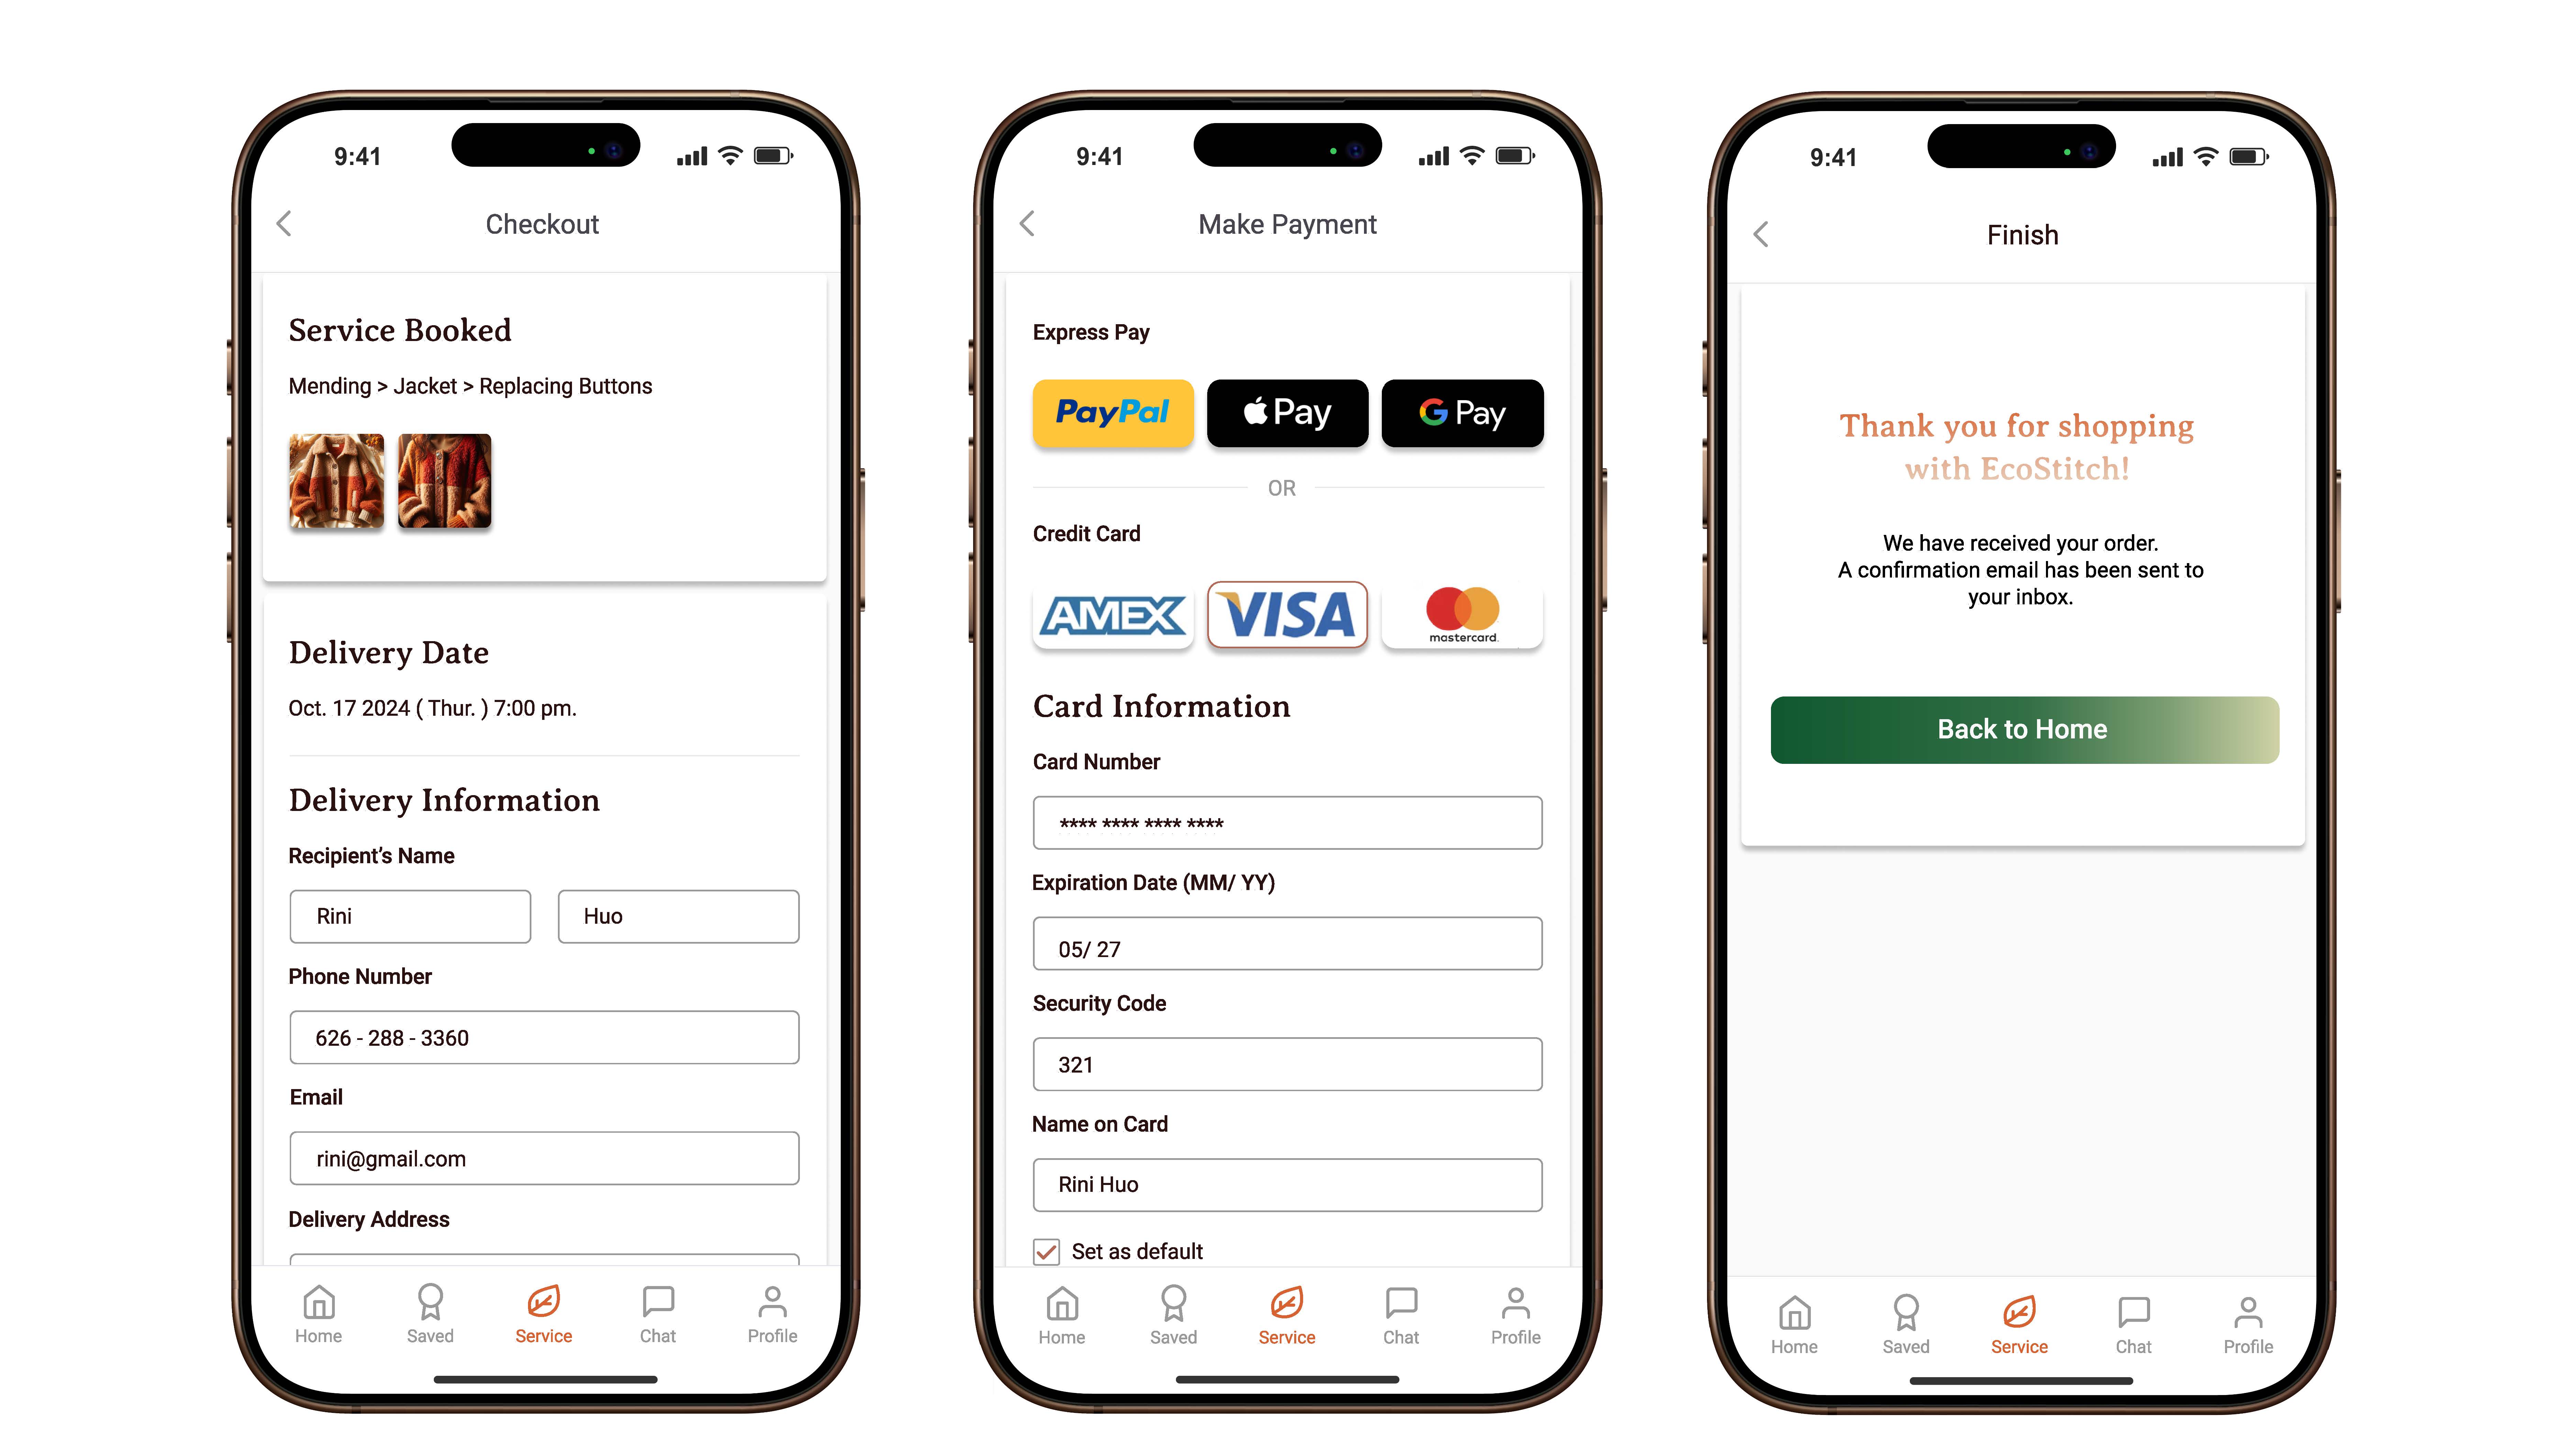 9:41
Checkout
Service Booked
Mending > Jacket > Replacing Buttons
Delivery Date
Oct. 17 2024 ( Thur. ) 7:00 pm.
Delivery Information
Recipient’s Name
Rini
Huo
Phone Number
626 - 288 - 3360
Email
rini@gmail.com
Delivery Address
Home
Saved
Service
Chat
Profile
9:41
Make Payment
Express Pay
PayPal
Pay
G Pay
OR
Credit Card
AMEX
VISA
mastercard.
Card Information
Card Number
**** **** **** ****
Expiration Date (MM/ YY)
05/ 27
Security Code
321
Name on Card
Rini Huo
Set as default
Home
Saved
Service
Chat
Profile
9:41
Finish
Thank you for shopping
with EcoStitch!
We have received your order.
A confirmation email has been sent to
your inbox.
Back to Home
Home
Saved
Service
Chat
Profile